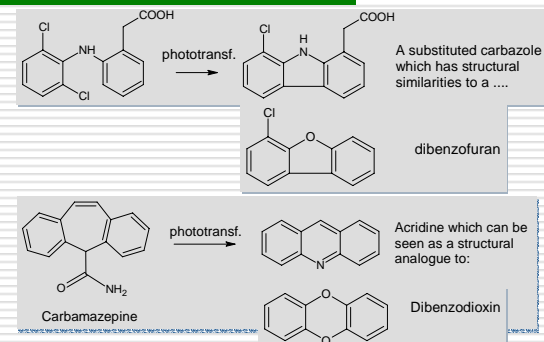 COOH
Cl
NH
Cl
phototransf.
COOH
Cl
H
N
A substituted carbazole
which has structural
similarities to a ....
Cl
O
dibenzofuran
O
NH2
Carbamazepine
phototransf.
N
Acridine which can be
seen as a structural
analogue to:
O
O
Dibenzodioxin